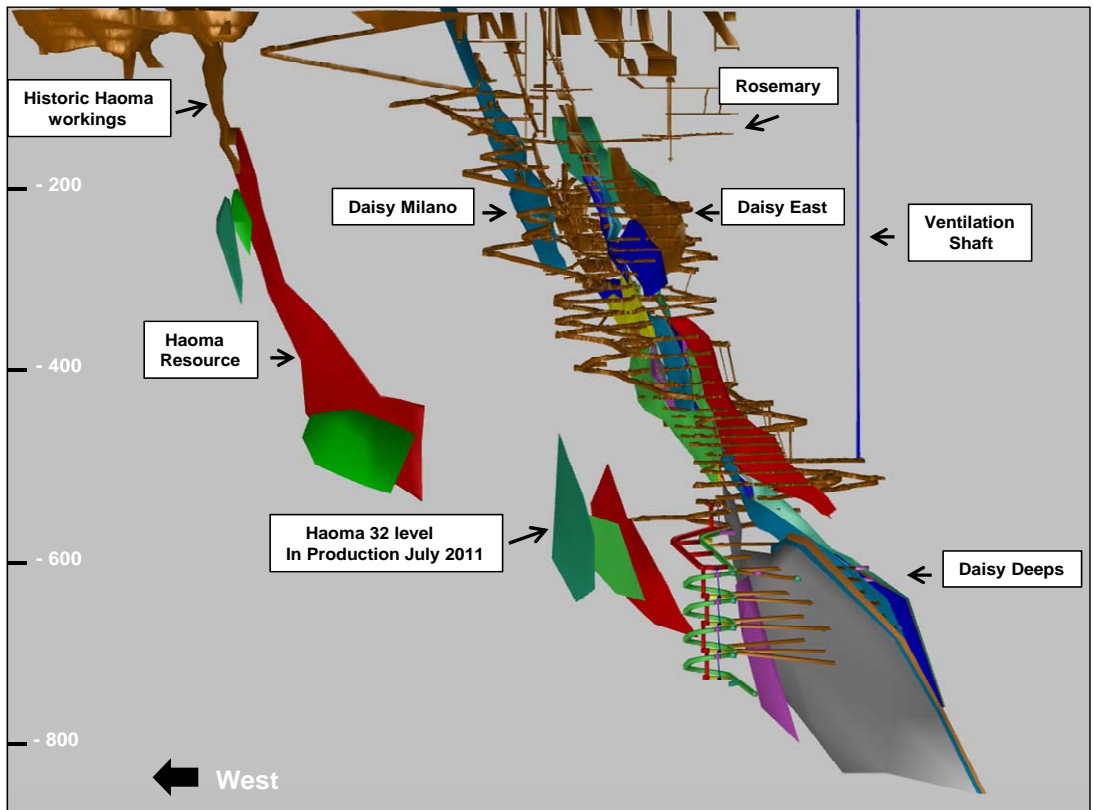 Historic Haoma
workings
Rosemary
- 200
Daisy Milano
Daisy East
Ventilation
Shaft
Haoma
Resource
- 400
Haoma 32 level
In Production July 2011
- 600
Daisy Deeps
- 800
West